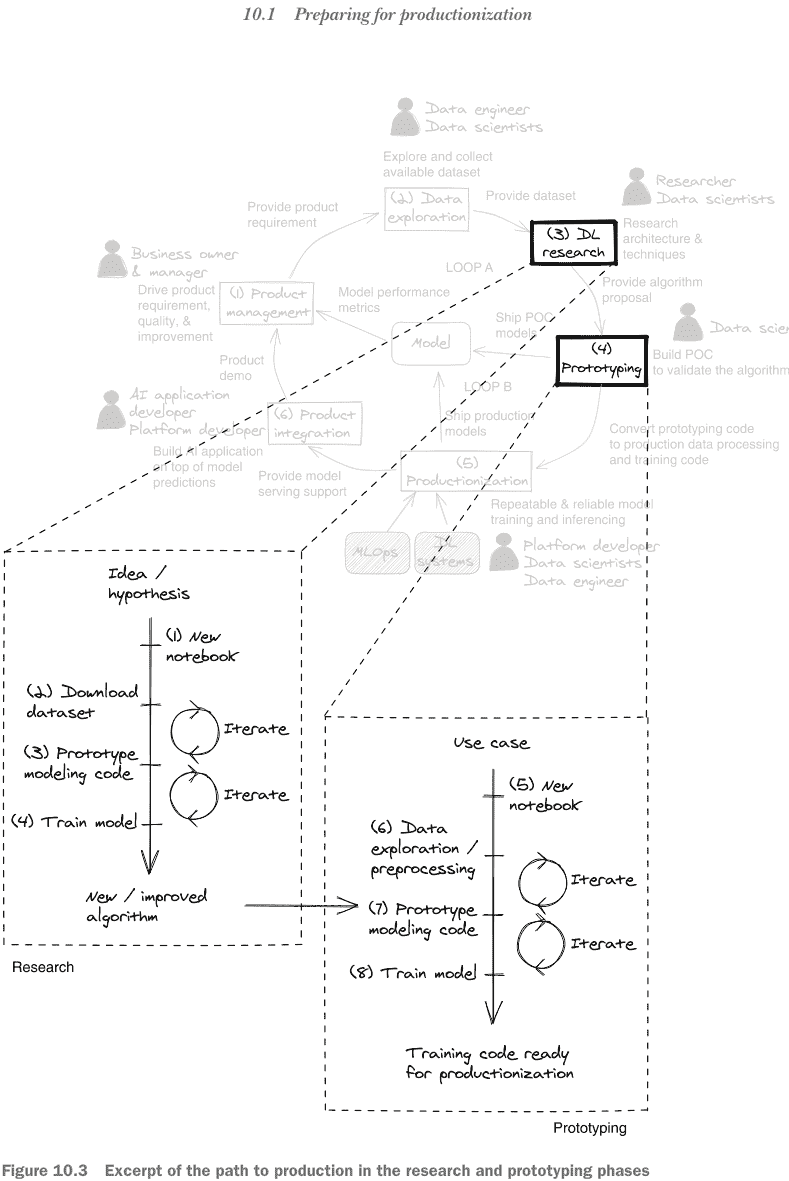 10.1 Preparing for productionization
Data engineer
Data scientists
Explore and collect
available dataset
(2) Data
exploration
Provide dataset
Provide product
requirement
Researcher
Data scientists
(3) DL
research
Research
architecture &
techniques
Business owner
& manager
Drive product
requirement,
quality, &
improvement
(1) Product
management
LOOP A
Model performance
metrics
Provide algorithm
proposal
Ship POC
models
Model
(4)
Prototyping
Build POC
to validate the algorithm
Product
demo
LOOP B
AI application
developer
Platform developer
(6) Product
integration
Ship production
models
Convert prototyping code
to production data processing
and training code
Build AI application
on top of model
predictions
Provide model
serving support
(5)
Productionization
Repeatable & reliable model
training and inferencing
MLOps
DL
systems
Platform developer
Data scientists
Data engineer
Idea /
hypothesis
(1) New
notebook
(2) Download
dataset
Iterate
(3) Prototype
modeling code
Iterate
(4) Train model
New / improved
algorithm
Research
Use case
(5) New
notebook
(6) Data
exploration /
preprocessing
Iterate
(7) Prototype
modeling code
Iterate
(8) Train model
Training code ready
for productionization
Prototyping
Figure 10.3 Excerpt of the path to production in the research and prototyping phases